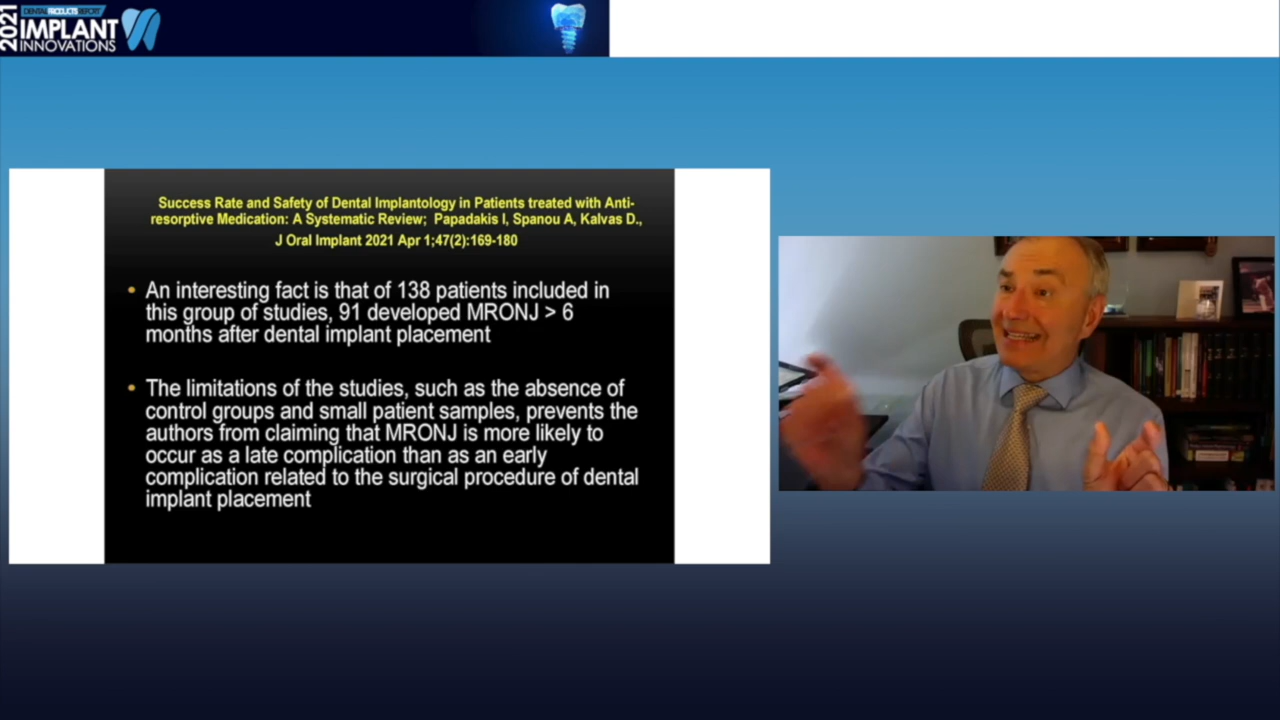 2021
DENTAL PRODUCTS REPORT
IMPLANT
INNOVATIONS
Success Rate and Safety of Dental Implantology in Patients treated with Anti-
resorptive Medication: A Systematic Review; Papadakis I, Spanou A, Kalvas D.,
J Oral Implant 2021 Apr 1;47(2):169-180
• An interesting fact is that of 138 patients included in
this group of studies, 91 developed MRONJ > 6
months after dental implant placement
• The limitations of the studies, such as the absence of
control groups and small patient samples, prevents the
authors from claiming that MRONJ is more likely to
occur as a late complication than as an early
complication related to the surgical procedure of dental
implant placement